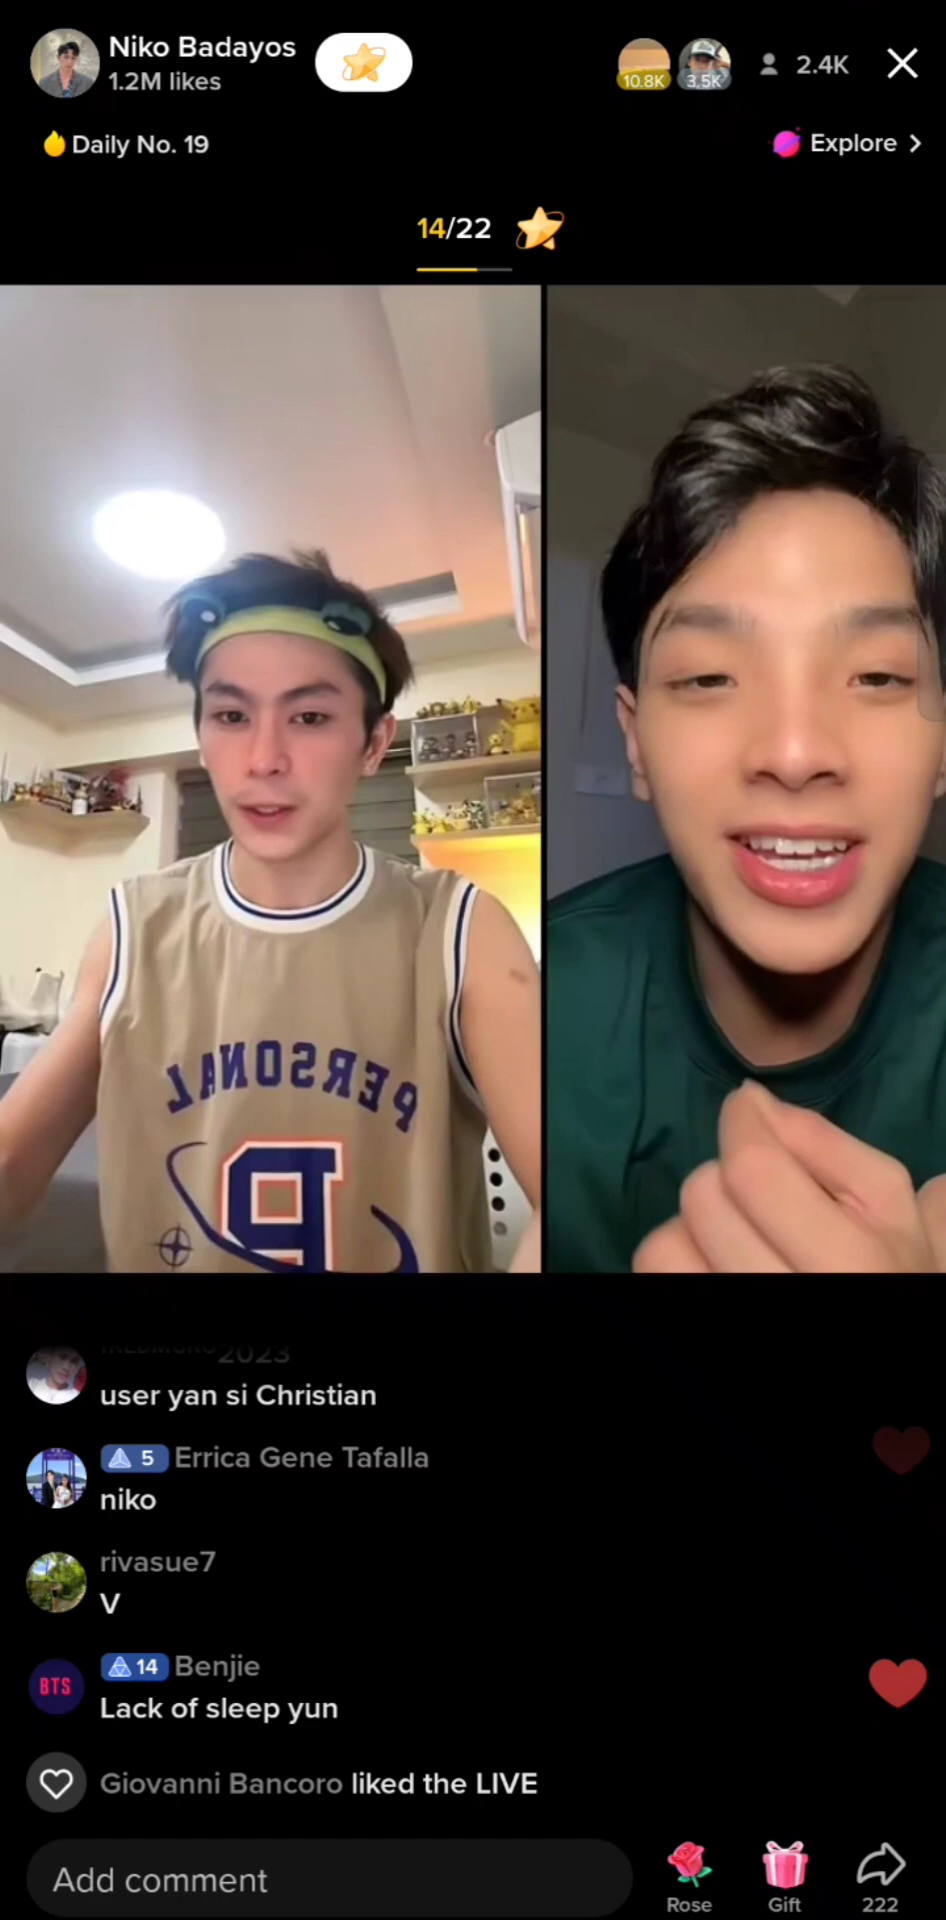 Niko Badayos
1.2M likes
10.8K
3.5K
2.4K
Daily No. 19
Explore >
14/22
PERSONAL
P
2023
user yan si Christian
5 Errica Gene Tafalla
niko
rivasue7
V
BTS
14 Benjie
Lack of sleep yun
Giovanni Bancoro liked the LIVE
Add comment
Rose
Gift
222